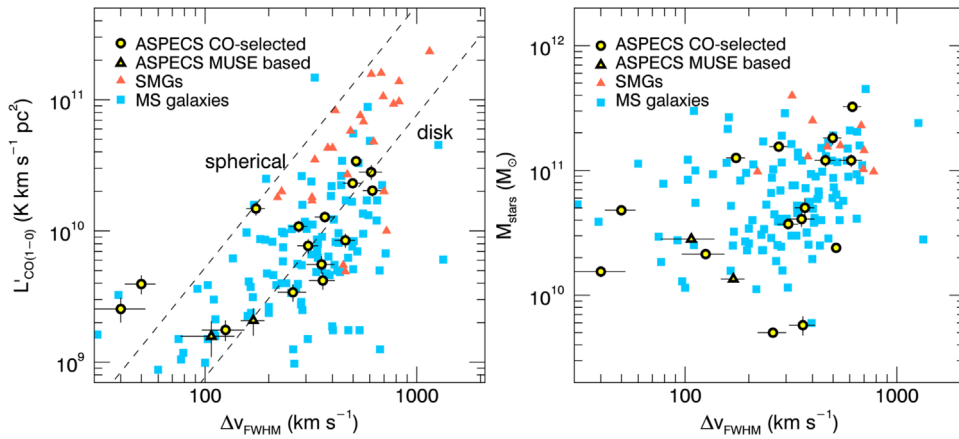 ASPECS CO-selected
ASPECS MUSE based
SMGs
MS galaxies
spherical
disk
10¹¹
10¹⁰
10⁹
L'CO(1−0) (K km s⁻¹ pc²)
100
1000
ΔvFWHM (km s⁻¹)
10¹²
ASPECS CO-selected
ASPECS MUSE based
SMGs
MS galaxies
10¹¹
10¹⁰
Mstars (M⊙)
100
1000
ΔvFWHM (km s⁻¹)